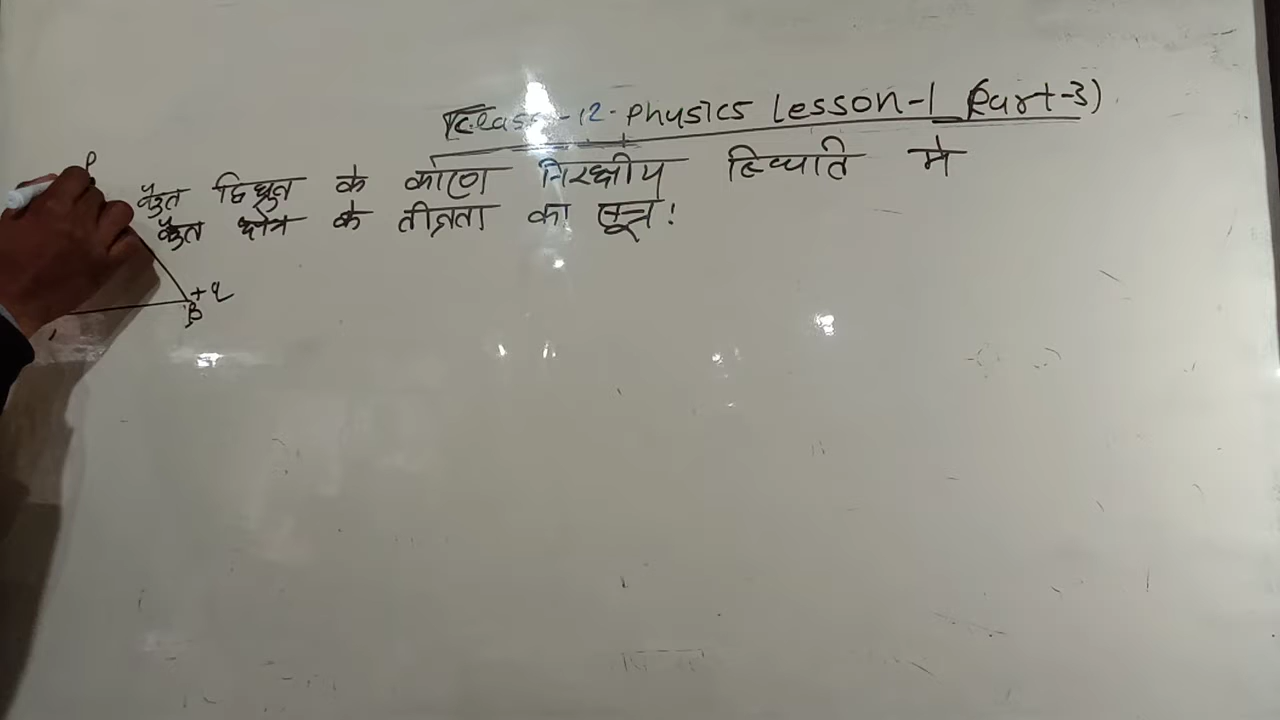 Class-12-Physics Lesson-1 (Part-3)
वैद्युत द्विध्रुव के कारण निरक्षीय स्थिति मे
वैद्युत क्षेत्र के तीव्रता का सूत्र!
P
+q
B